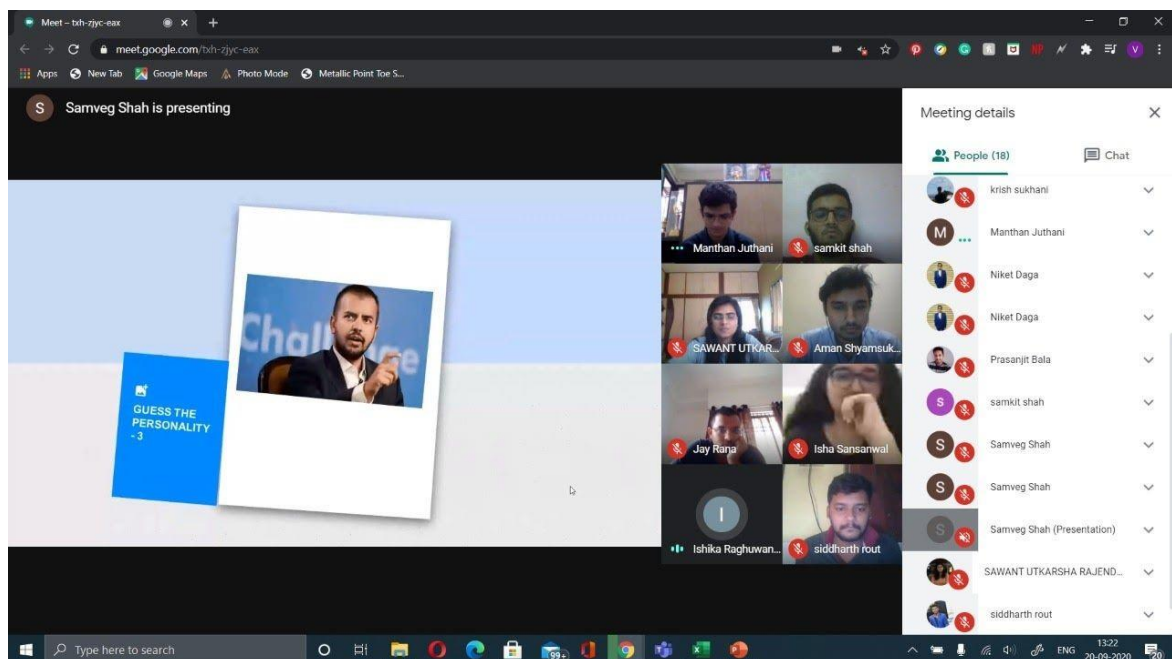 Meet – txh-zjyc-eax
meet.google.com/txh-zjyc-eax
Apps New Tab Google Maps Photo Mode Metallic Point Toe S...
S Samveg Shah is presenting
Challenge
GUESS THE
PERSONALITY
- 3
Manthan Juthani
samkit shah
SAWANT UTKAR...
Aman Shyamsuk...
Jay Rana
Isha Sansanwal
I
Ishika Raghuwan...
siddharth rout
Meeting details
People (18) Chat
krish sukhani
M Manthan Juthani
Niket Daga
Niket Daga
Prasanjit Bala
S samkit shah
S Samveg Shah
S Samveg Shah
S Samveg Shah (Presentation)
SAWANT UTKARSHA RAJEND...
siddharth rout
Type here to search
99+
ENG
13:22
20-09-2020
20